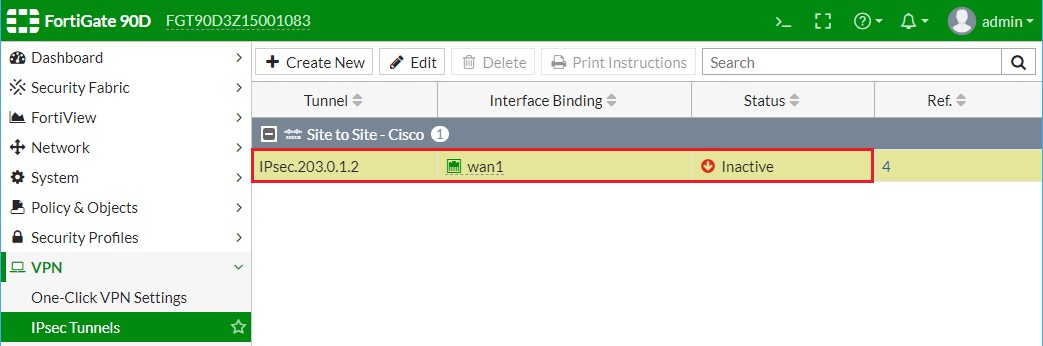 FortiGate 90D FGT90D3Z15001083 >_ admin
Dashboard
Security Fabric
FortiView
Network
System
Policy & Objects
Security Profiles
VPN
One-Click VPN Settings
IPsec Tunnels
+ Create New Edit Delete Print Instructions Search
Tunnel Interface Binding Status Ref.
CISCO Site to Site - Cisco 1
IPsec.203.0.1.2 wan1 Inactive 4